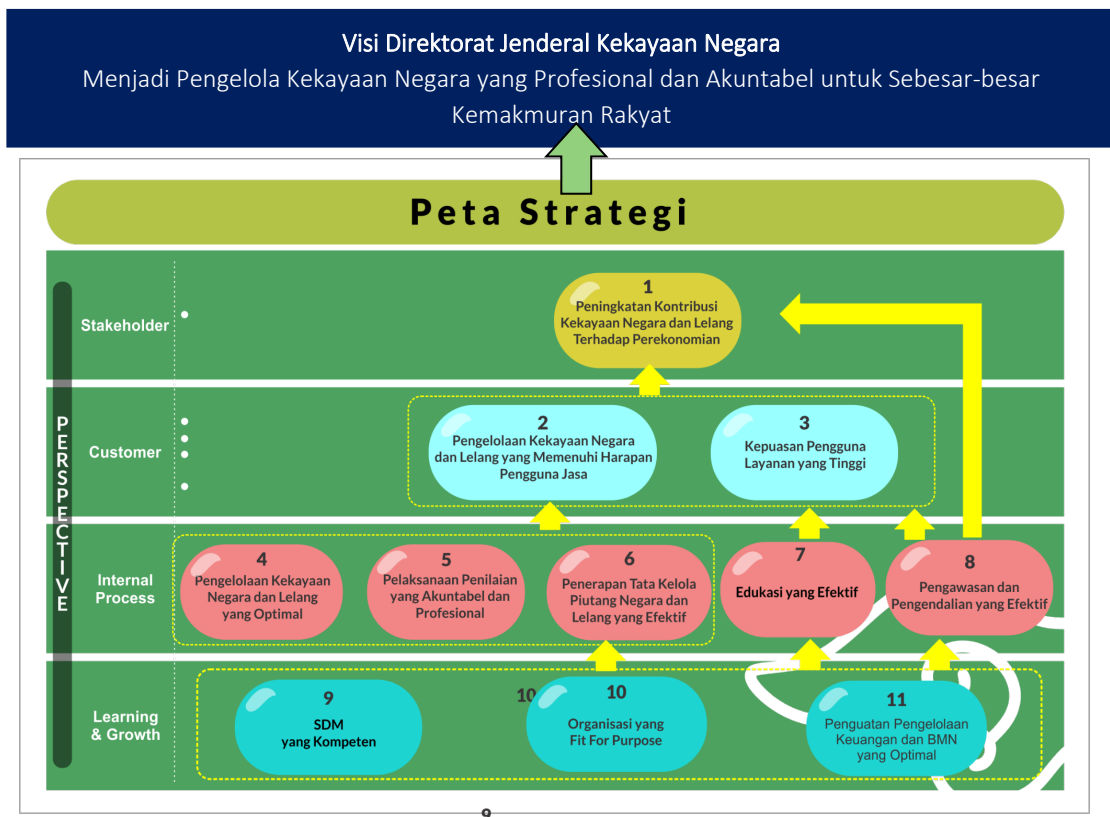 Visi Direktorat Jenderal Kekayaan Negara
Menjadi Pengelola Kekayaan Negara yang Profesional dan Akuntabel untuk Sebesar-besar
Kemakmuran Rakyat
Peta Strategi
PERSPECTIVE
Stakeholder
1
Peningkatan Kontribusi
Kekayaan Negara dan Lelang
Terhadap Perekonomian
Customer
2
Pengelolaan Kekayaan Negara
dan Lelang yang Memenuhi Harapan
Pengguna Jasa
3
Kepuasan Pengguna
Layanan yang Tinggi
Internal
Process
4
Pengelolaan Kekayaan
Negara dan Lelang
yang Optimal
5
Pelaksanaan Penilaian
yang Akuntabel dan
Profesional
6
Penerapan Tata Kelola
Piutang Negara dan
Lelang yang Efektif
7
Edukasi yang Efektif
8
Pengawasan dan
Pengendalian yang Efektif
Learning
& Growth
9
SDM
yang Kompeten
10
10
Organisasi yang
Fit For Purpose
11
Penguatan Pengelolaan
Keuangan dan BMN
yang Optimal